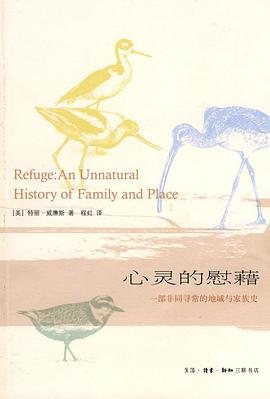 Refuge:An Unnatural
History of Family and Place
[美] 特丽·威廉斯 著 程虹 译
心灵的慰藉
一部非同寻常的地域与家族史
生活·读书·新知三联书店